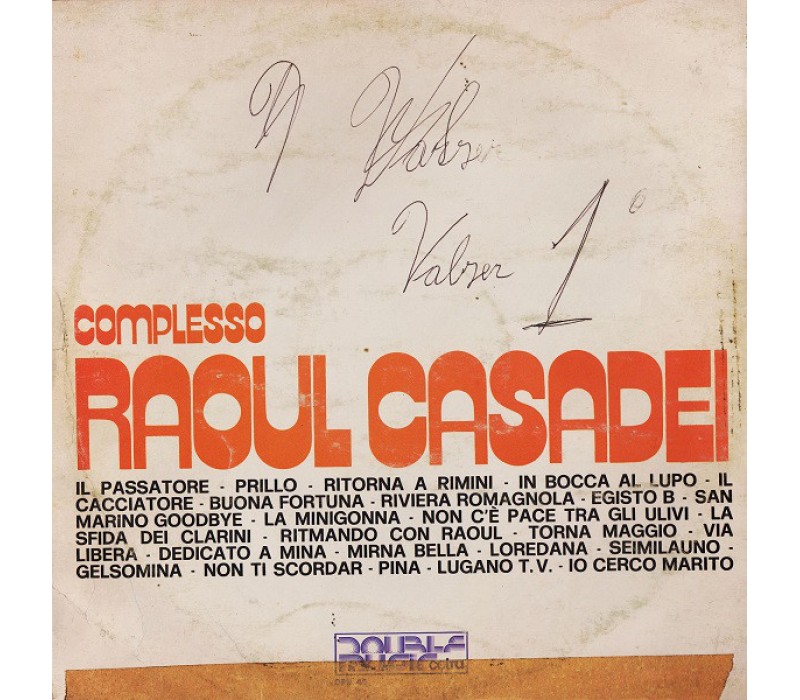 Valzer 1°
COMPLESSO
RAOUL CASADEI
IL PASSATORE - PRILLO - RITORNA A RIMINI - IN BOCCA AL LUPO - IL
CACCIATORE - BUONA FORTUNA - RIVIERA ROMAGNOLA - EGISTO B - SAN
MARINO GOODBYE - LA MINIGONNA - NON C'È PACE TRA GLI ULIVI - LA
SFIDA DEI CLARINI - RITMANDO CON RAOUL - TORNA MAGGIO - VIA
LIBERA - DEDICATO A MINA - MIRNA BELLA - LOREDANA - SEIMILAUNO -
GELSOMINA - NON TI SCORDAR - PINA - LUGANO T.V. - IO CERCO MARITO
DOUBLE
MUSIC
cetra